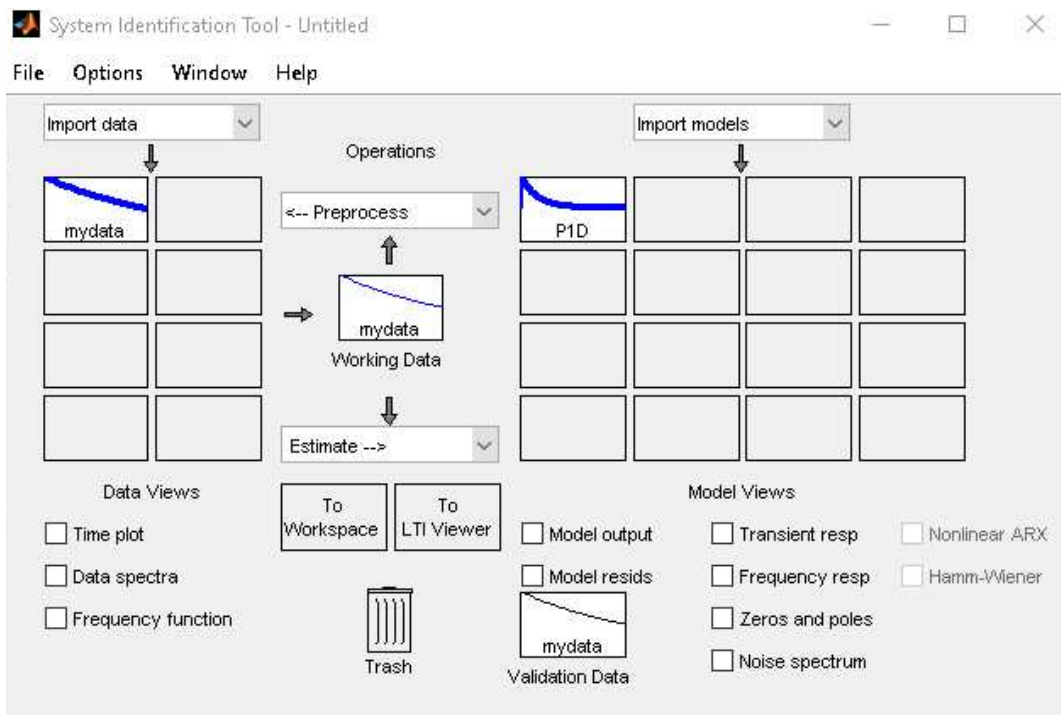 System Identification Tool - Untitled
File Options Window Help
Import data
Import models
Operations
mydata
<-- Preprocess
P1D
mydata
Working Data
Estimate -->
Data Views
To Workspace
To LTI Viewer
Model Views
Time plot
Model output
Transient resp
Nonlinear ARX
Data spectra
Model resids
Frequency resp
Hamm-Wiener
Frequency function
Zeros and poles
mydata
Trash
Noise spectrum
Validation Data